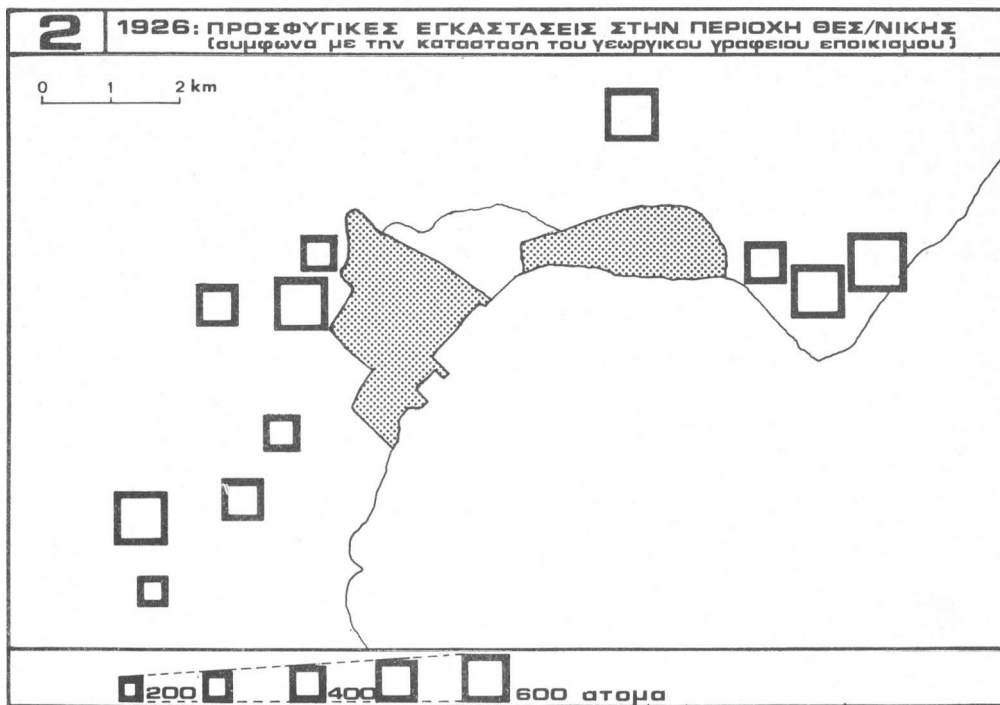 2
1926: ΠΡΟΣΦΥΓΙΚΕΣ ΕΓΚΑΣΤΑΣΕΙΣ ΣΤΗΝ ΠΕΡΙΟΧΗ ΘΕΣ/ΝΙΚΗΣ
(συμφωνα με την κατασταση του γεωργικου γραφειου εποικισμου)
0 1 2 km
200 400 600 ατομα